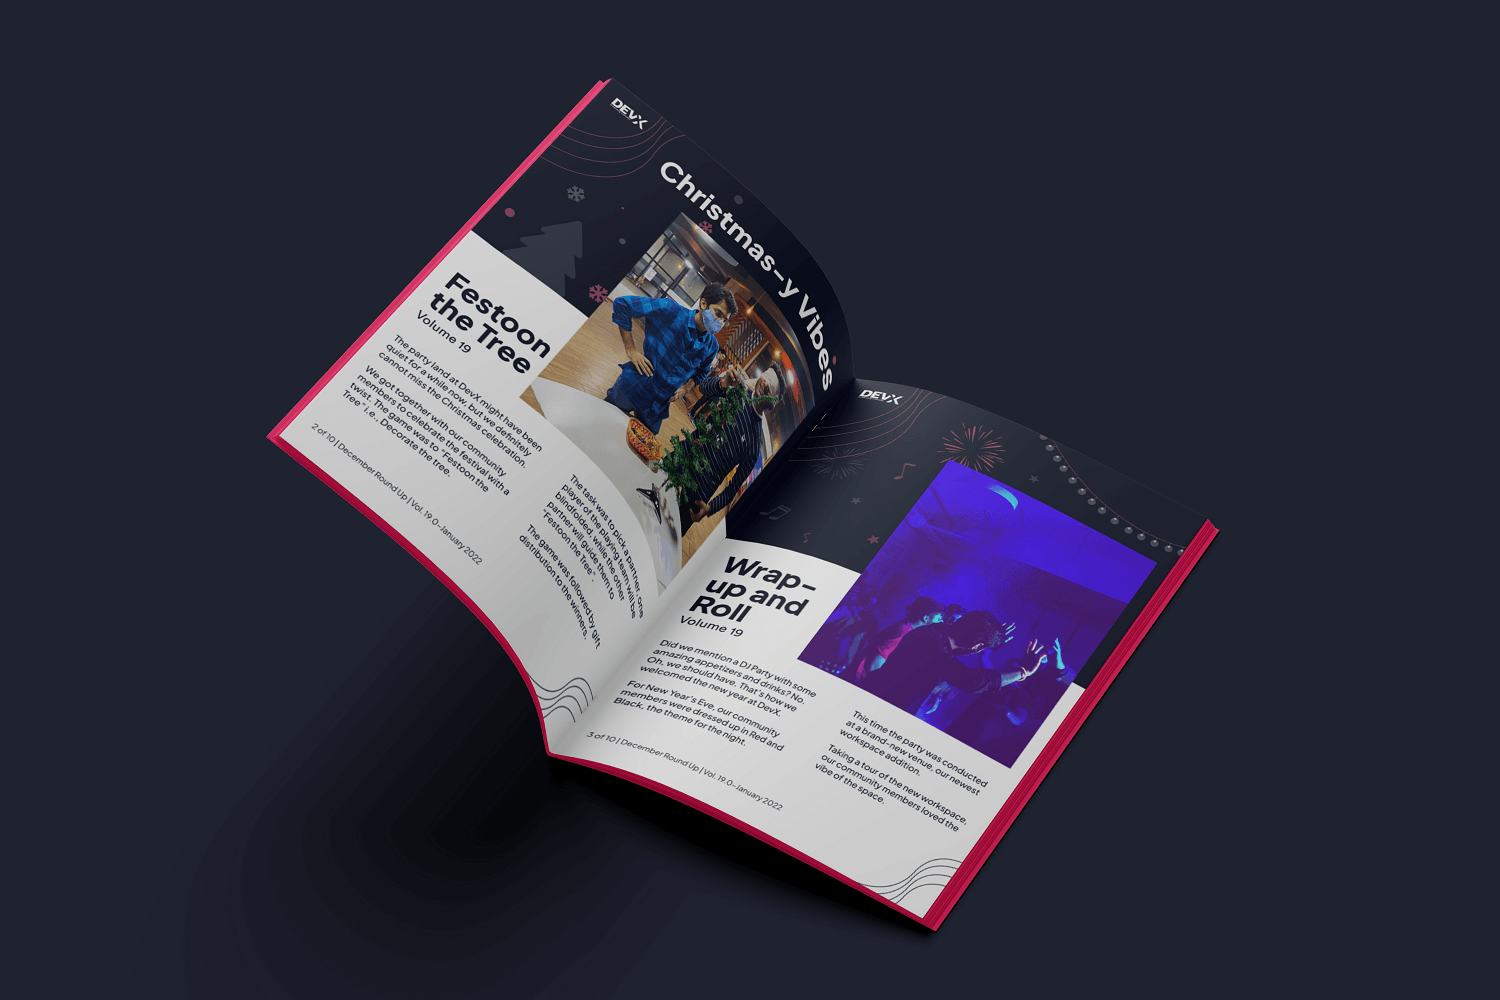 DEVX
Christmas-y Vibes
Festoon
the Tree
Volume 19
The party land at DevX might have been
quiet for a while now, but we definitely
cannot miss the Christmas celebration.
We got together with our community
members to celebrate the festival with a
twist. The game was to "Festoon the
Tree" i.e., Decorate the tree.
The task was to pick a partner, one
player of the playing team will be
blindfolded, while the other
partner will guide them to
"Festoon the Tree".
The game was followed by gift
distribution to the winners.
2 of 10 | December Round Up | Vol. 19.0-January 2022
DEVX
Wrap-
up and
Roll
Volume 19
Did we mention a DJ Party with some
amazing appetizers and drinks? No.
Oh, we should have. That's how we
welcomed the new year at DevX.
For New Year's Eve, our community
members were dressed up in Red and
Black, the theme for the night.
This time the party was conducted
at a brand-new venue, our newest
workspace addition.
Taking a tour of the new workspace,
our community members loved the
vibe of the space.
3 of 10 | December Round Up | Vol. 19.0-January 2022